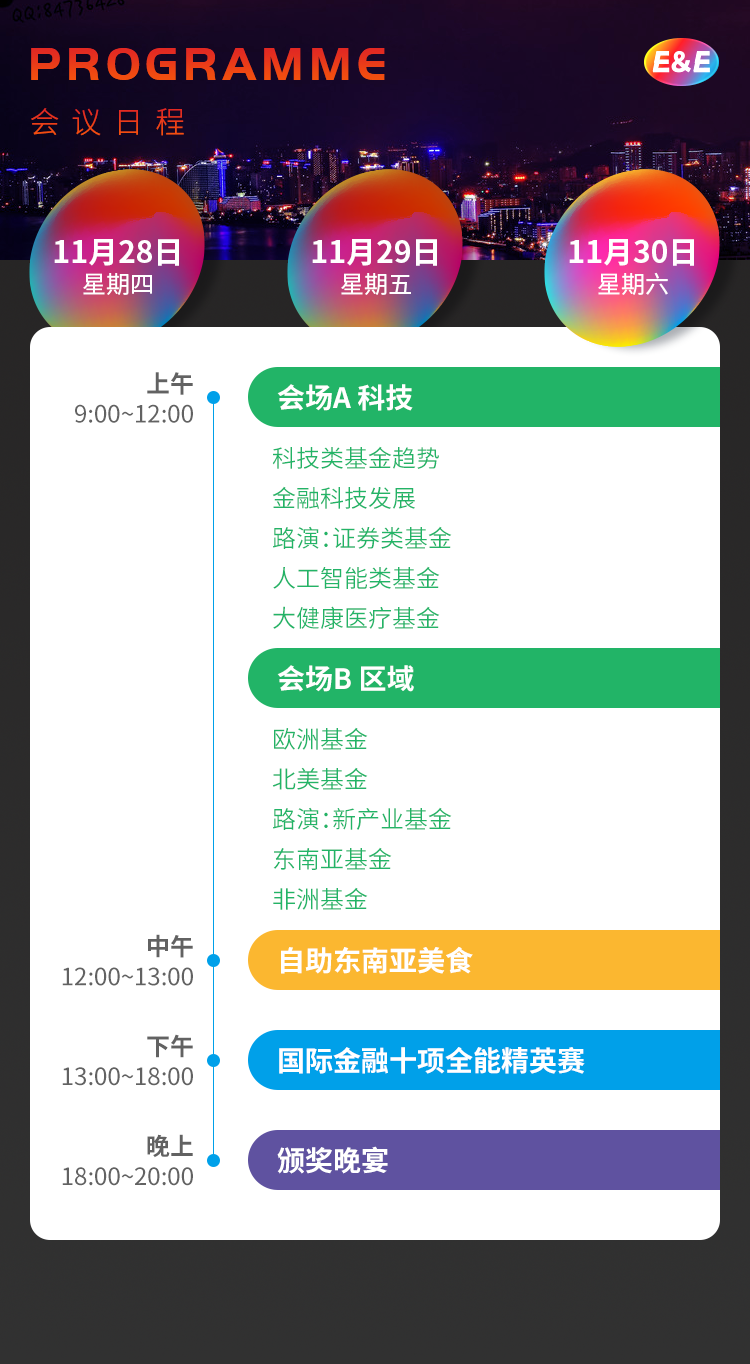 QQ:84736428
PROGRAMME
E&E
会议日程
11月28日
星期四
11月29日
星期五
11月30日
星期六
上午
9:00~12:00
会场A 科技
科技类基金趋势
金融科技发展
路演:证券类基金
人工智能类基金
大健康医疗基金
会场B 区域
欧洲基金
北美基金
路演:新产业基金
东南亚基金
非洲基金
中午
12:00~13:00
自助东南亚美食
下午
13:00~18:00
国际金融十项全能精英赛
晚上
18:00~20:00
颁奖晚宴